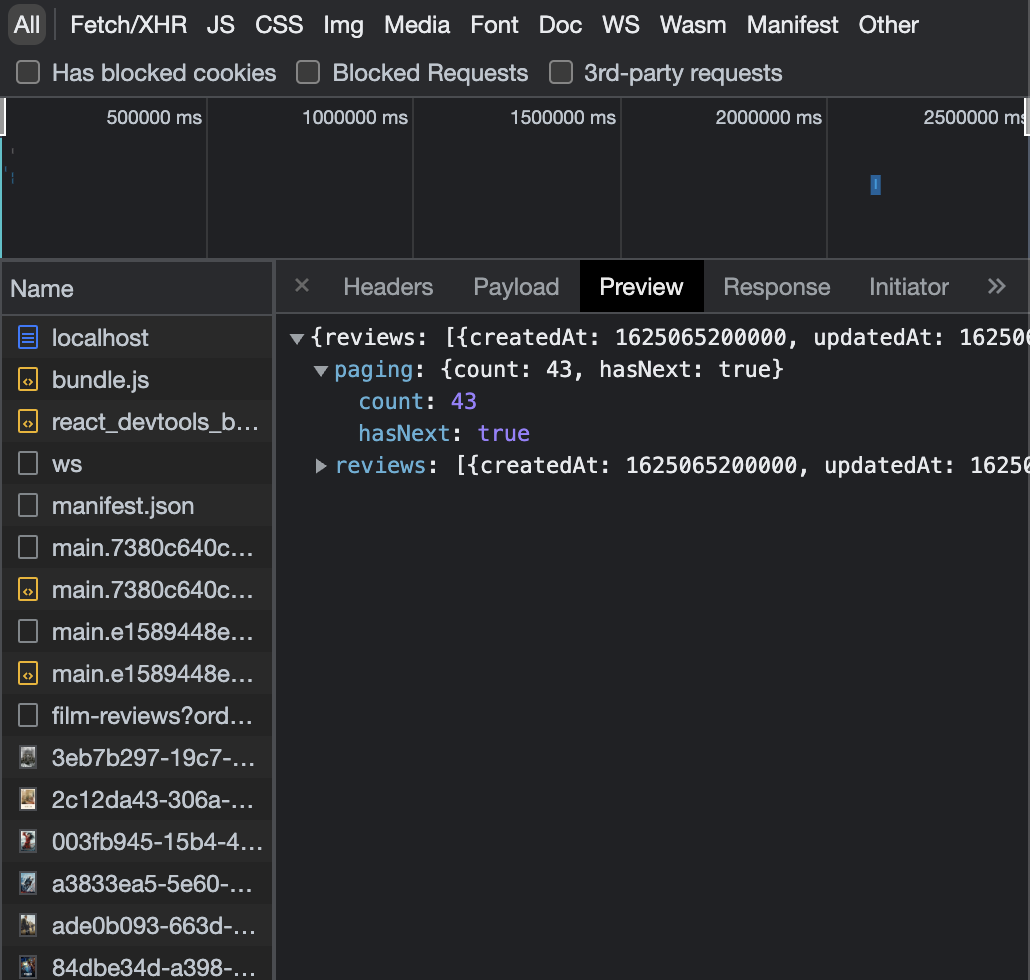 All Fetch/XHR JS CSS Img Media Font Doc WS Wasm Manifest Other
Has blocked cookies Blocked Requests 3rd-party requests
500000 ms 1000000 ms 1500000 ms 2000000 ms 2500000 ms
Name
× Headers Payload Preview Response Initiator »
localhost
bundle.js
react_devtools_b...
ws
manifest.json
main.7380c640c...
main.7380c640c...
main.e1589448e...
main.e1589448e...
film-reviews?ord...
3eb7b297-19c7-...
2c12da43-306a-...
003fb945-15b4-4...
a3833ea5-5e60-...
ade0b093-663d-...
84dbe34d-a398-...
▼{reviews: [{createdAt: 1625065200000, updatedAt: 16250
▼paging: {count: 43, hasNext: true}
count: 43
hasNext: true
▶reviews: [{createdAt: 1625065200000, updatedAt: 16250